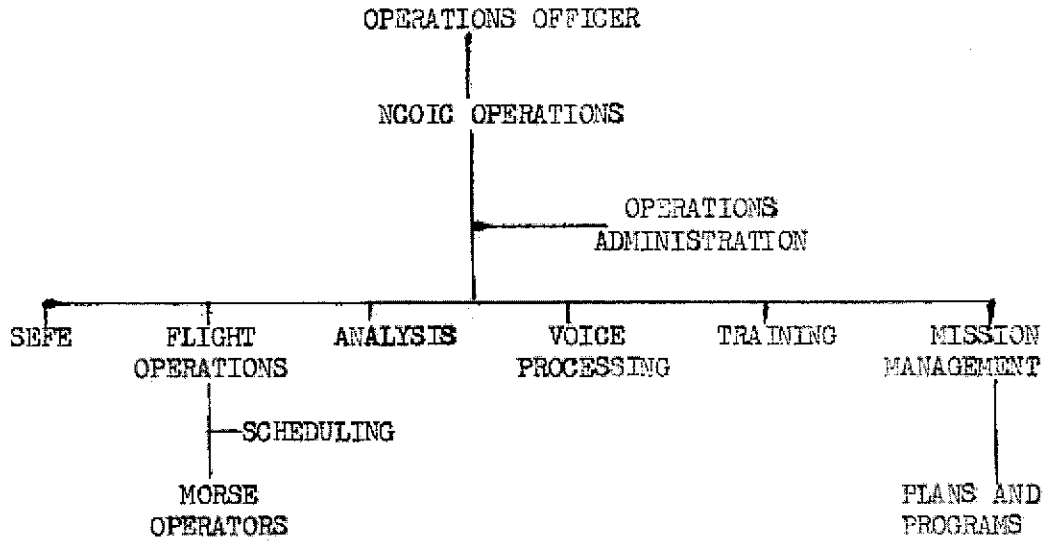 OPERATIONS OFFICER
NCOIC OPERATIONS
OPERATIONS
ADMINISTRATION
SEFE
FLIGHT
OPERATIONS
ANALYSIS
VOICE
PROCESSING
TRAINING
MISSION
MANAGEMENT
SCHEDULING
MORSE
OPERATORS
PLANS AND
PROGRAMS